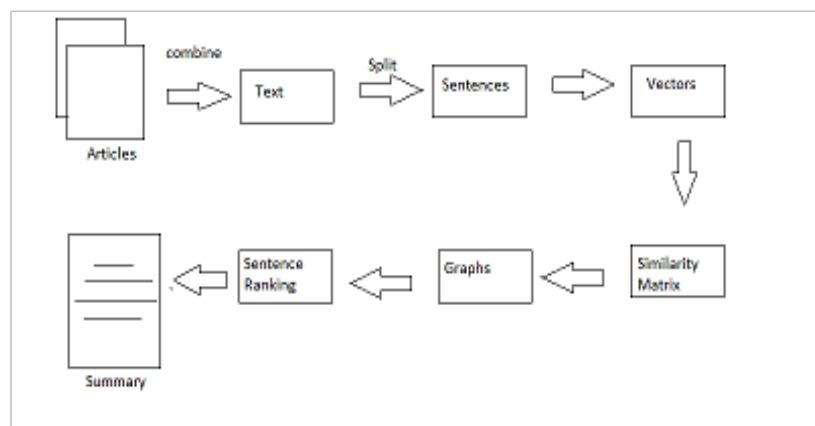 combine
Split
Text
Sentences
Vectors
Articles
Sentence
Ranking
Graphs
Similarity
Matrix
Summary